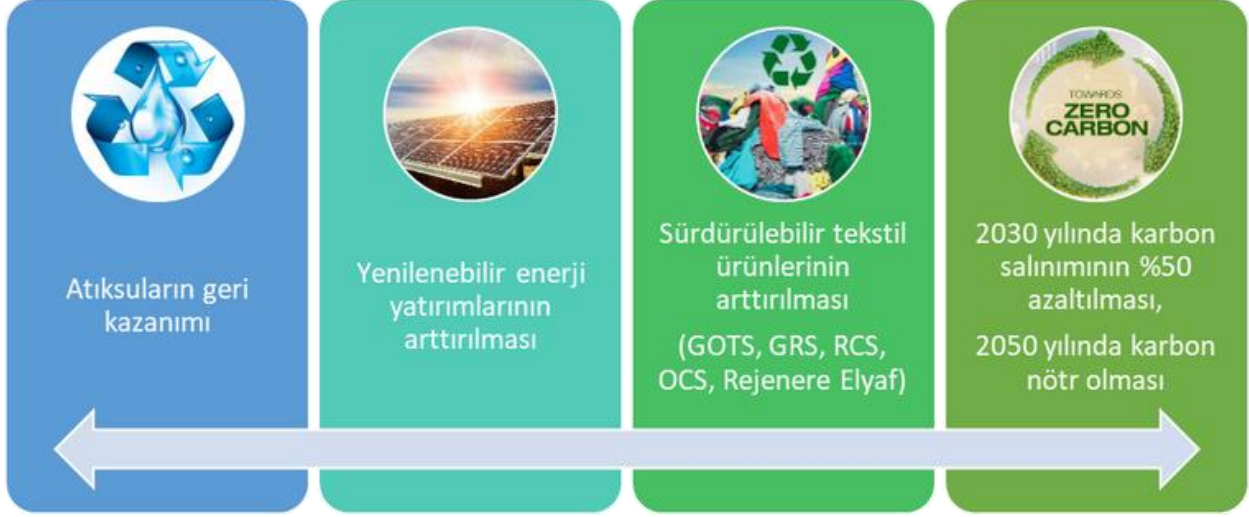 Atıksuların geri
kazanımı
Yenilenebilir enerji
yatırımlarının
arttırılması
Sürdürülebilir tekstil
ürünlerinin
arttırılması
(GOTS, GRS, RCS,
OCS, Rejenere Elyaf)
TOWARDS
ZERO
CARBON
2030 yılında karbon
salınımının %50
azaltılması,
2050 yılında karbon
nötr olması